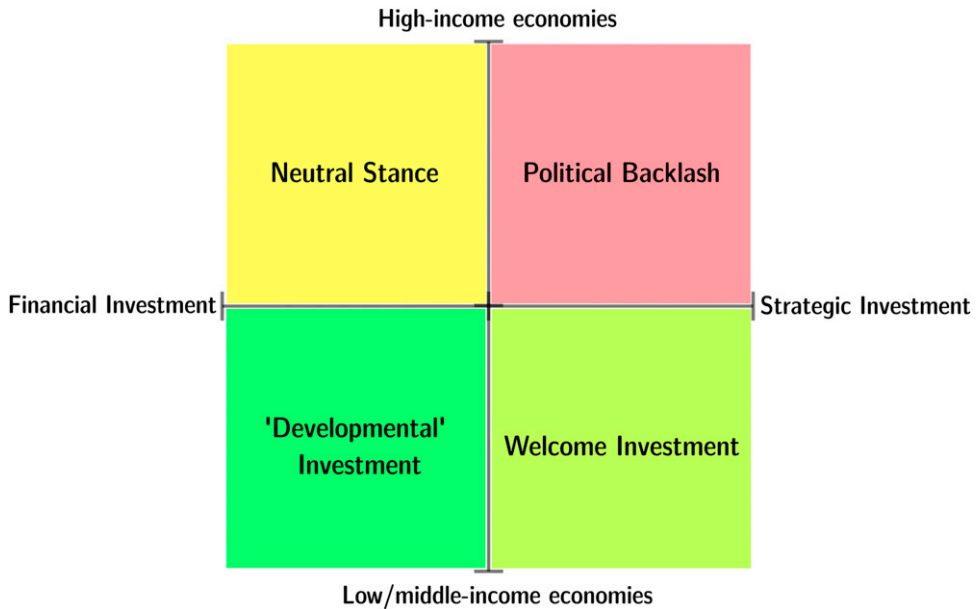 High-income economies
Neutral Stance
Political Backlash
Financial Investment
Strategic Investment
'Developmental'
Investment
Welcome Investment
Low/middle-income economies